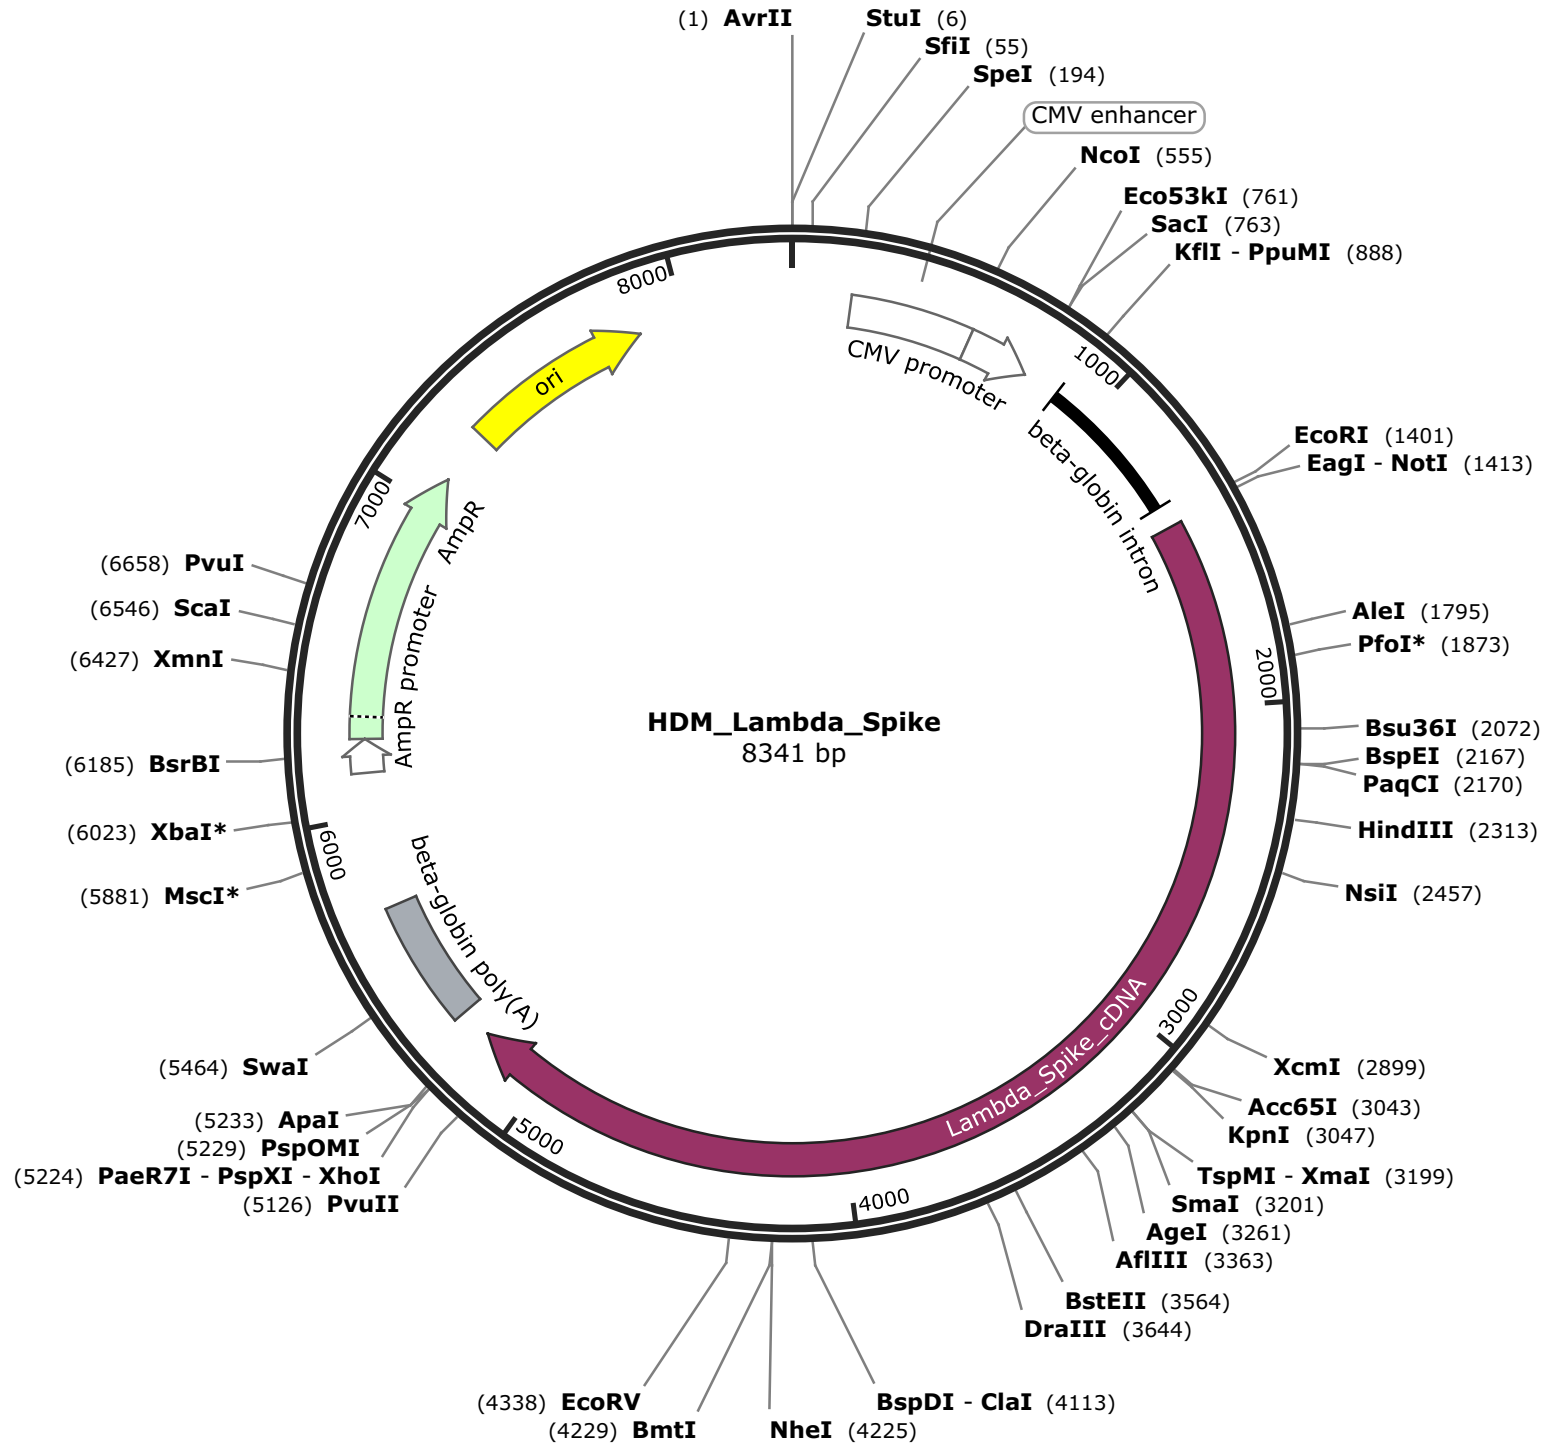 (1) AvrII
StuI (6)
SfiI (55)
SpeI (194)
CMV enhancer
NcoI (555)
Eco53kI (761)
SacI (763)
KflI - PpuMI (888)
8000
1000
CMV promoter
ori
beta-globin intron
EcoRI (1401)
EagI - NotI (1413)
7000
AmpR
(6658) PvuI
(6546) ScaI
(6427) XmnI
AmpR promoter
AleI (1795)
PfoI* (1873)
2000
HDM_Lambda_Spike
8341 bp
Bsu36I (2072)
BspEI (2167)
PaqCI (2170)
HindIII (2313)
NsiI (2457)
(6185) BsrBI
(6023) XbaI*
6000
(5881) MscI*
beta-globin poly(A)
Lambda_Spike_cDNA
3000
(5464) SwaI
XcmI (2899)
(5233) ApaI
Acc65I (3043)
(5229) PspOMI
KpnI (3047)
(5224) PaeR7I - PspXI - XhoI
TspMI - XmaI (3199)
(5126) PvuII
SmaI (3201)
5000
4000
AgeI (3261)
AflIII (3363)
BstEII (3564)
DraIII (3644)
(4338) EcoRV
BspDI - ClaI (4113)
(4229) BmtI
NheI (4225)